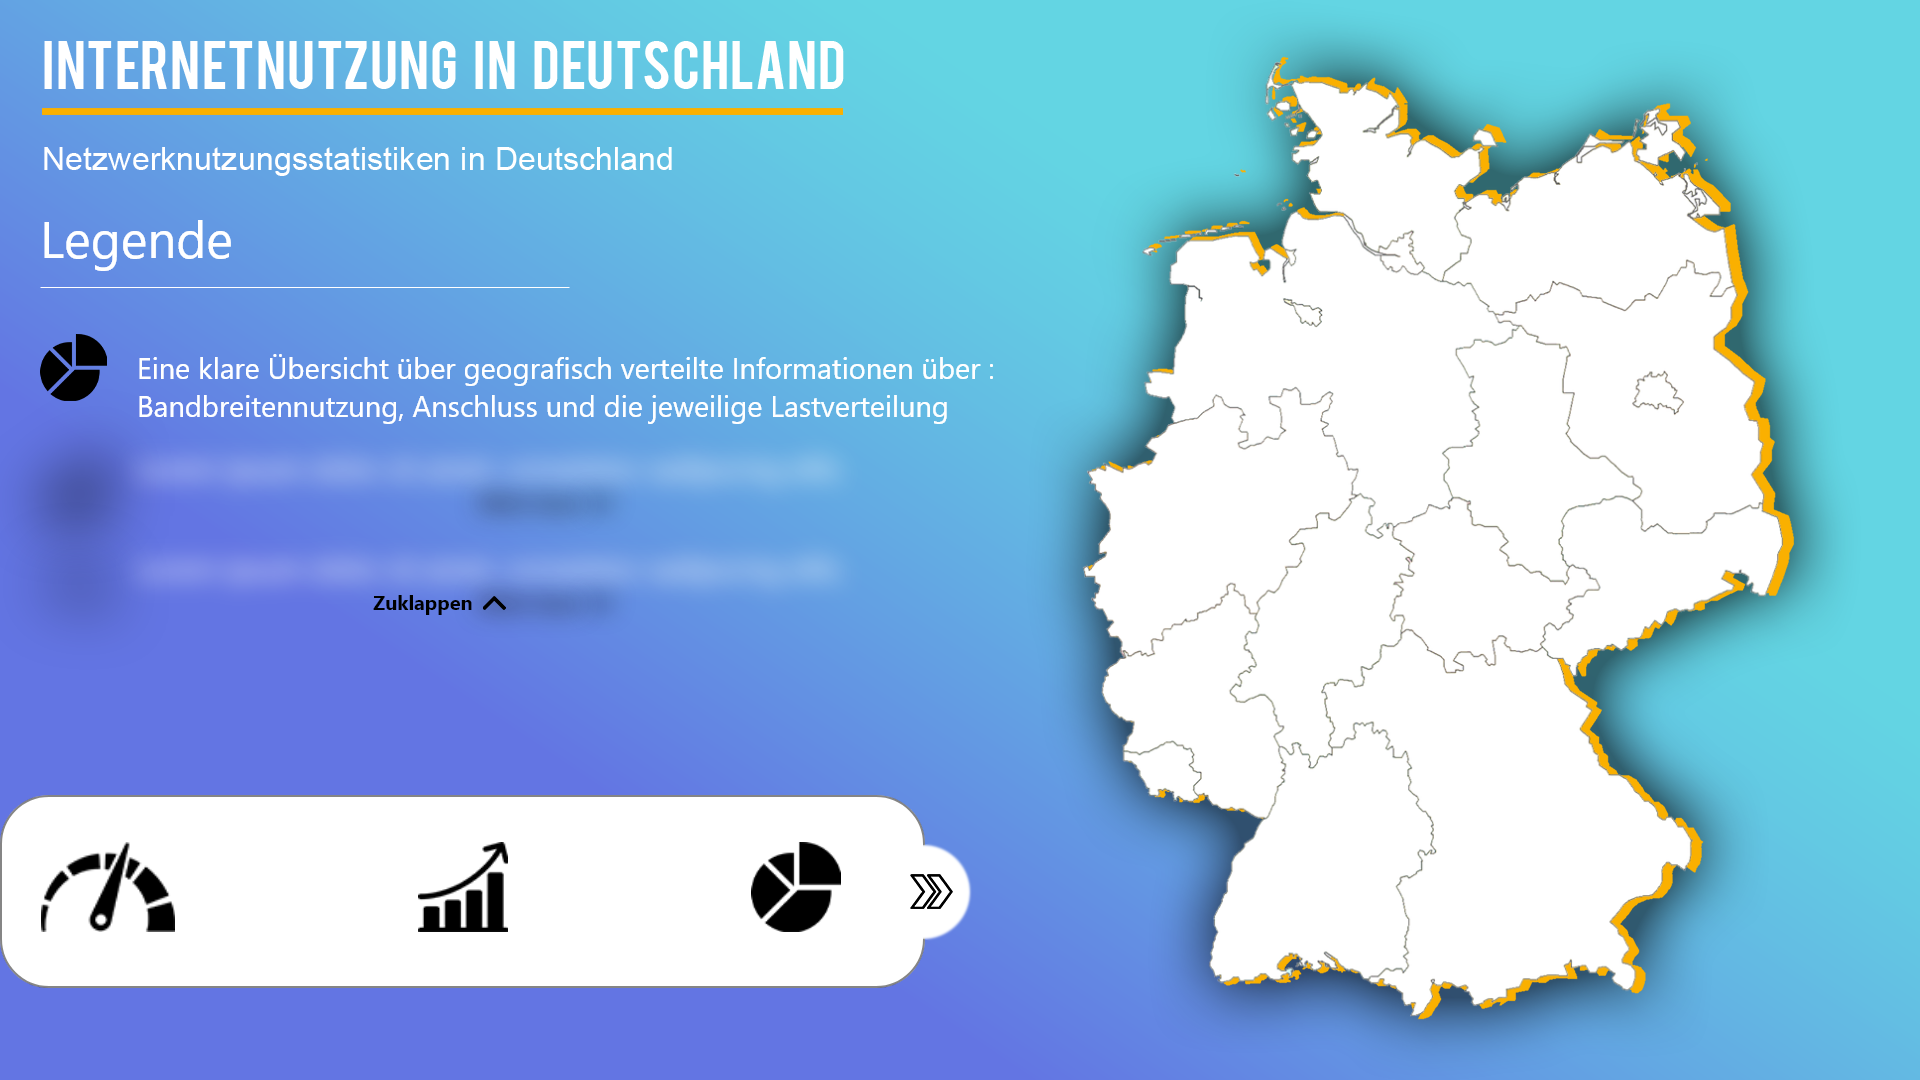 INTERNETNUTZUNG IN DEUTSCHLAND
Netzwerknutzungsstatistiken in Deutschland
Legende
Eine klare Übersicht über geografisch verteilte Informationen über :
Bandbreitennutzung, Anschluss und die jeweilige Lastverteilung
Zuklappen